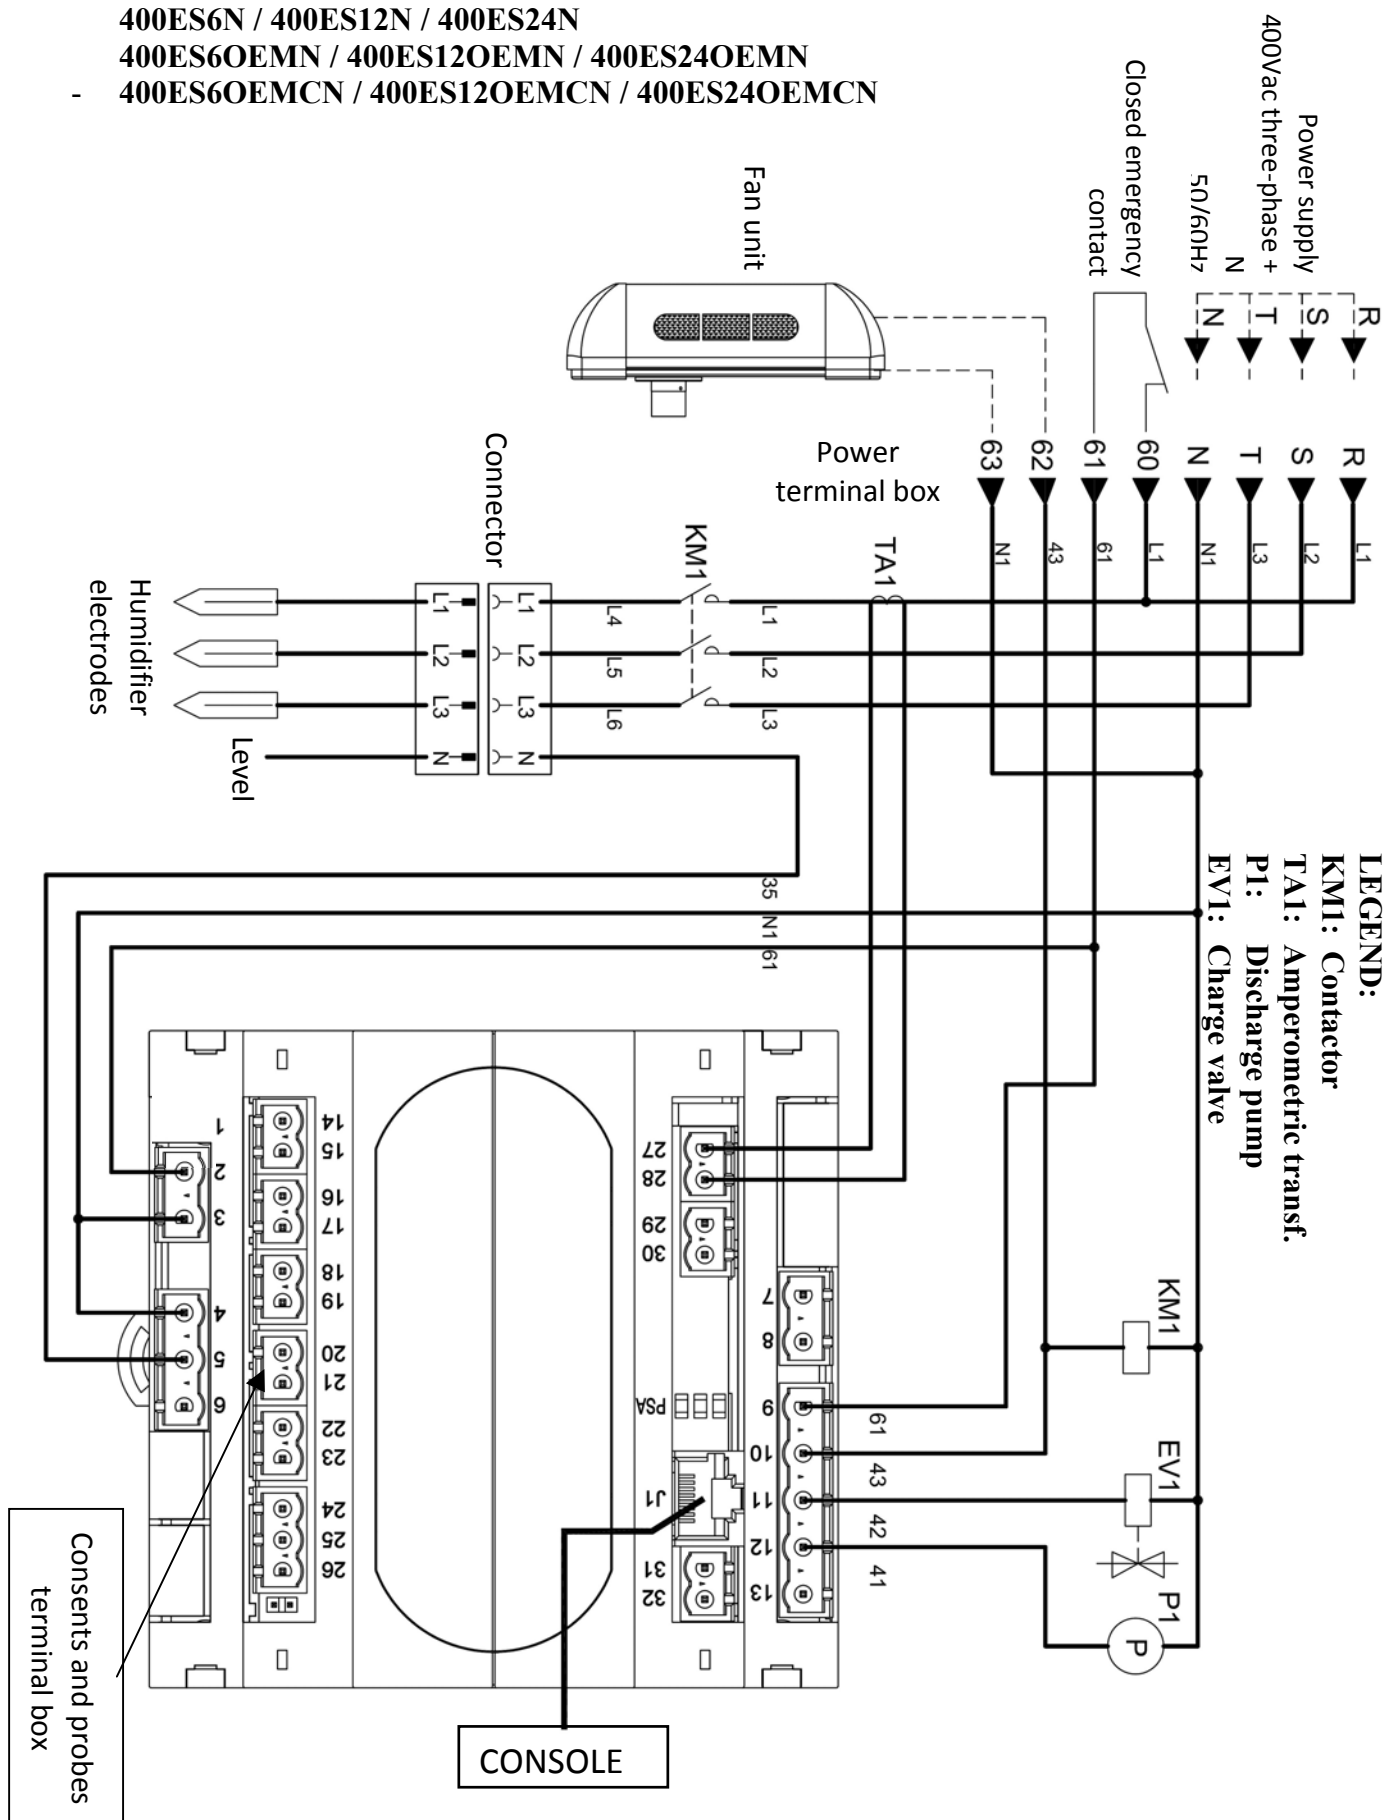 400ES6N / 400ES12N / 400ES24N
400ES6OEMN / 400ES12OEMN / 400ES24OEMN
- 400ES6OEMCN / 400ES12OEMCN / 400ES24OEMCN
Power supply
400Vac three-phase +
N
50/60Hz
Closed emergency
contact
Fan unit
R
S
T
N
R
S
T
N
60
61
62
63
Power
terminal box
L1
L2
L3
N1
L1
61
43
N1
TA1
KM1
Connector
L1
L2
L3
L4
L5
L6
L1
L2
L3
N
L1
L2
L3
N
Humidifier
electrodes
Level
35
N1
61
LEGEND:
KM1: Contactor
TA1: Amperometric transf.
P1: Discharge pump
EV1: Charge valve
1
2
3
4
5
6
14
15
16
17
18
19
20
21
22
23
24
25
26
27
28
29
30
PSA
J1
31
32
7
8
9
10
11
12
13
61
43
42
41
KM1
EV1
P1
P
CONSOLE
Consents and probes
terminal box